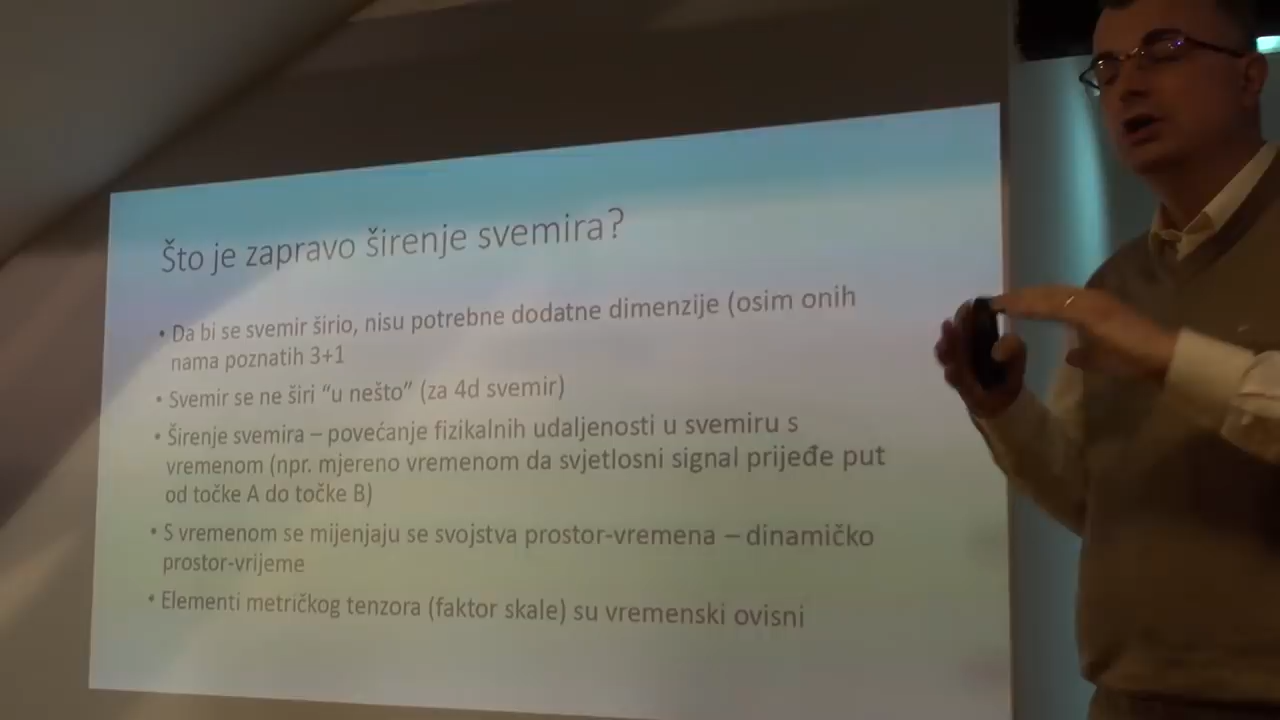 Što je zapravo širenje svemira?
• Da bi se svemir širio, nisu potrebne dodatne dimenzije (osim onih
nama poznatih 3+1
• Svemir se ne širi “u nešto” (za 4d svemir)
• Širenje svemira – povećanje fizikalnih udaljenosti u svemiru s
vremenom (npr. mjereno vremenom da svjetlosni signal prijeđe put
od točke A do točke B)
• S vremenom se mijenjaju se svojstva prostor-vremena – dinamičko
prostor-vrijeme
• Elementi metričkog tenzora (faktor skale) su vremenski ovisni